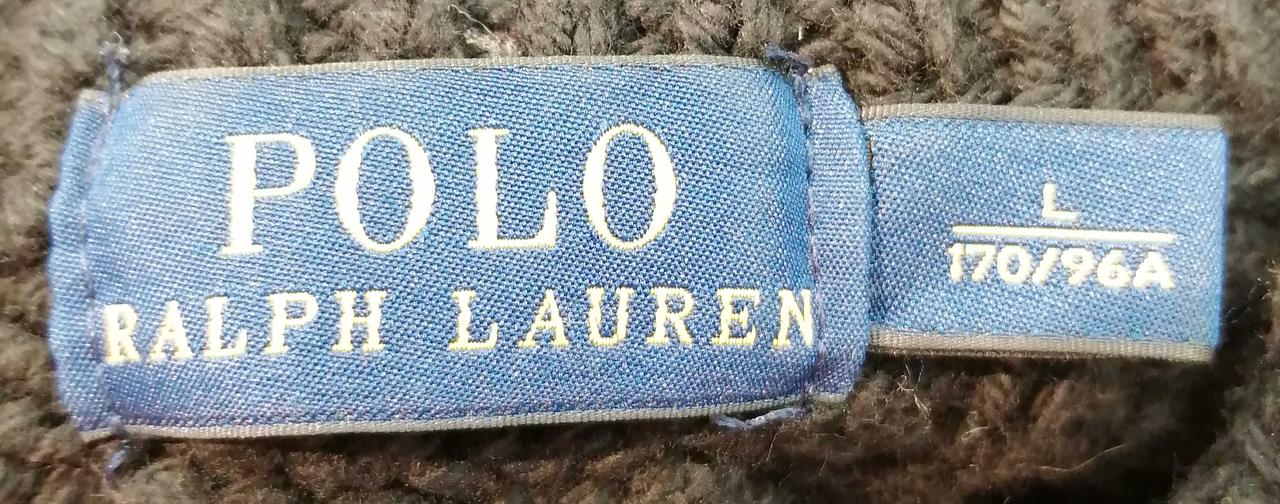 POLO
RALPH LAUREN
L
170/96A